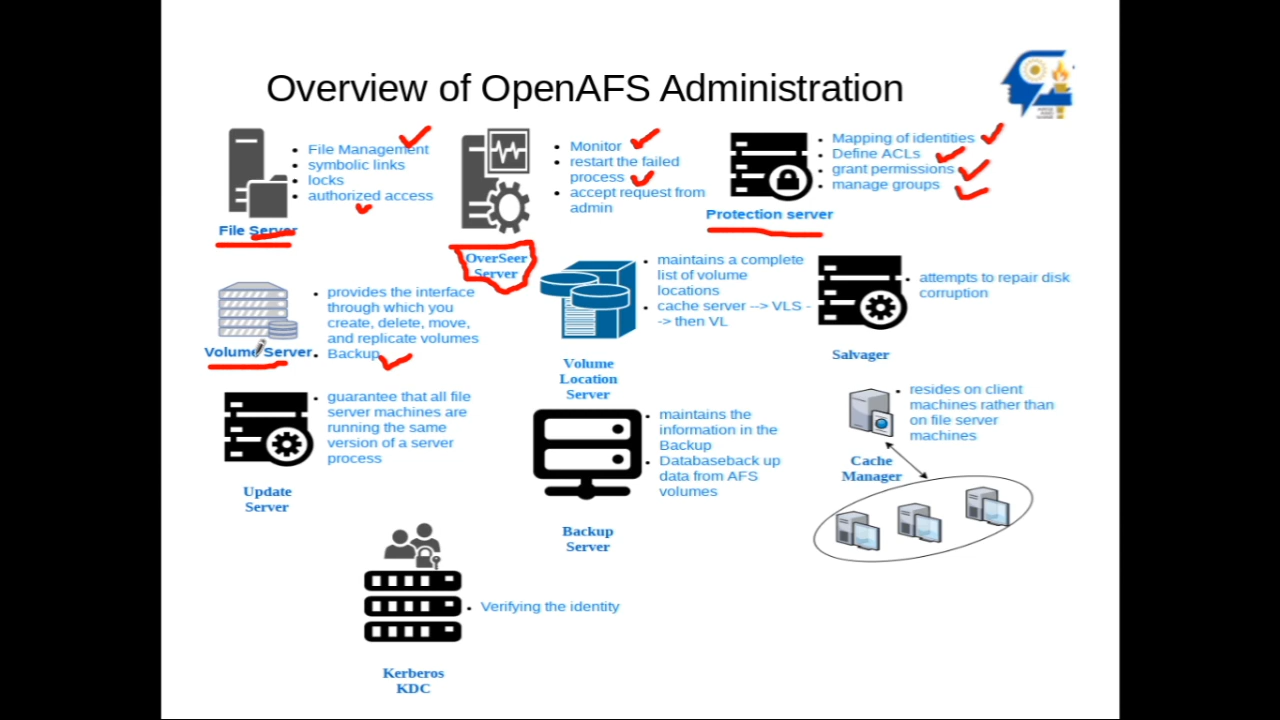 Overview of OpenAFS Administration
File Management
symbolic links
locks
authorized access
File Server
Monitor
restart the failed
process
accept request from
admin
OverSeer
Server
Mapping of identities
Define ACLs
grant permissions
manage groups
Protection server
provides the interface
through which you
create, delete, move,
and replicate volumes
Backup
Volume Server
maintains a complete
list of volume
locations
cache server --> VLS -
-> then VL
Volume
Location
Server
attempts to repair disk
corruption
Salvager
guarantee that all file
server machines are
running the same
version of a server
process
Update
Server
maintains the
information in the
Backup
Databaseback up
data from AFS
volumes
Backup
Server
resides on client
machines rather than
on file server
machines
Cache
Manager
Verifying the identity
Kerberos
KDC